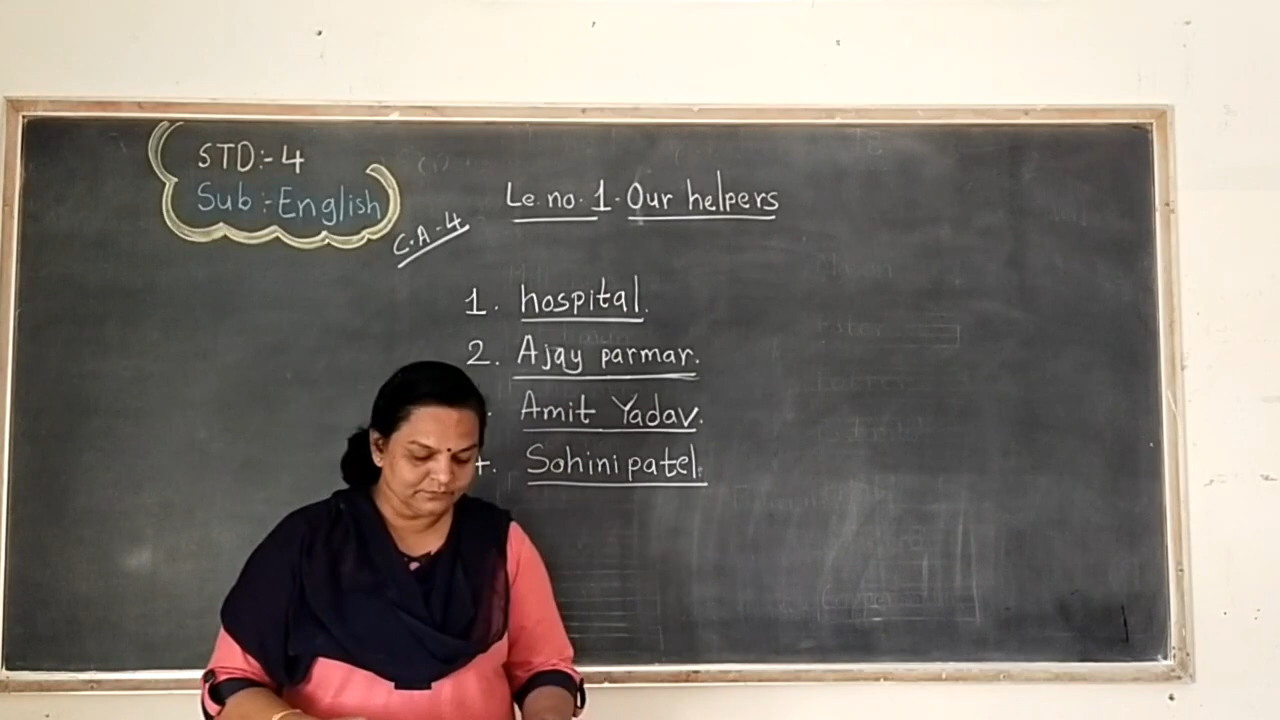 STD:- 4
Sub :- English
C.A - 4
Le. no. 1. Our helpers
1. hospital.
2. Ajay parmar.
. Amit Yadav.
. Sohini patel.